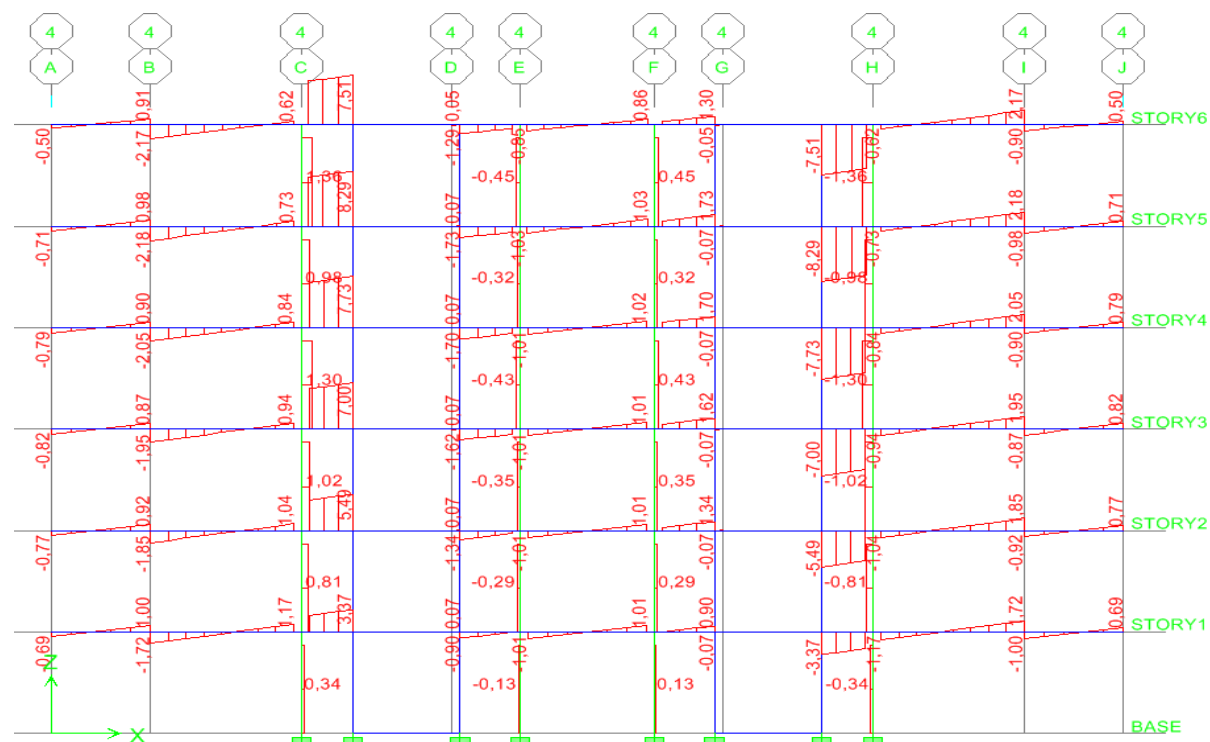 4 4 4 4 4 4 4 4 4 4
A B C D E F G H I J
-0,50 0,91 -2,17 0,62 7,51 0,05 -1,29 -0,85 0,86 1,30 -0,05 -7,51 -0,62 2,17 -0,90 0,50 STORY6
1,36 -0,45 0,45 -1,36
-0,71 0,98 -2,18 0,73 8,29 0,07 -1,73 -1,03 1,03 1,73 -0,07 -8,29 -0,73 2,18 -0,98 0,71 STORY5
0,98 -0,32 0,32 -0,98
-0,79 0,90 -2,05 0,84 7,73 0,07 -1,70 -1,01 1,02 1,70 -0,07 -7,73 -0,84 2,05 -0,90 0,79 STORY4
1,30 -0,43 0,43 -1,30
-0,82 0,87 -1,95 0,94 7,00 0,07 -1,62 -1,01 1,01 1,62 -0,07 -7,00 -0,94 1,95 -0,87 0,82 STORY3
1,02 -0,35 0,35 -1,02
-0,77 0,92 -1,85 1,04 5,49 0,07 -1,34 -1,01 1,01 1,34 -0,07 -5,49 -1,04 1,85 -0,92 0,77 STORY2
0,81 -0,29 0,29 -0,81
-0,69 1,00 -1,72 1,17 3,37 0,07 -0,90 -1,01 1,01 0,90 -0,07 -3,37 -1,17 1,72 -1,00 0,69 STORY1
Z
0,34 -0,13 0,13 -0,34
X BASE